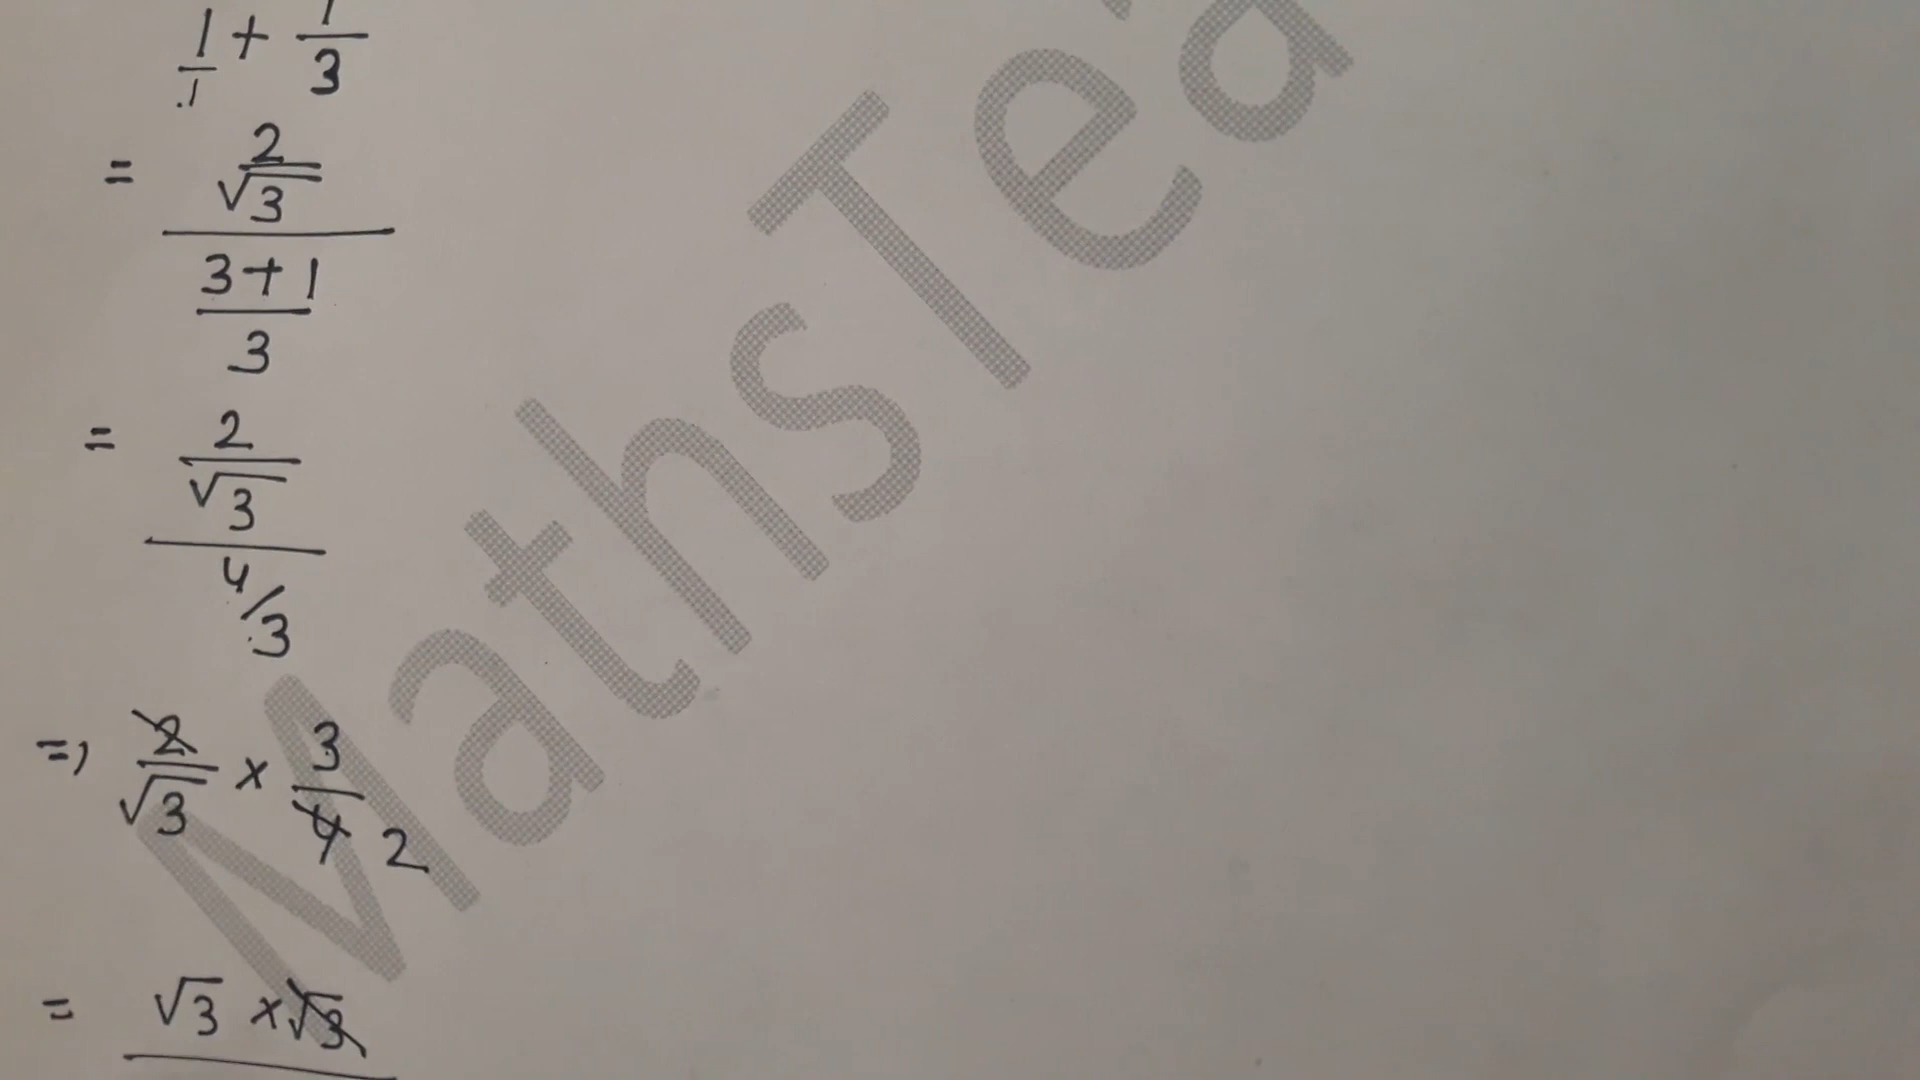 1/1 + 1/3
= (2/√3)/((3+1)/3)
= (2/√3)/(4/3)
=, 2/√3 × 3/4 2
= √3 × √3
MathsTea